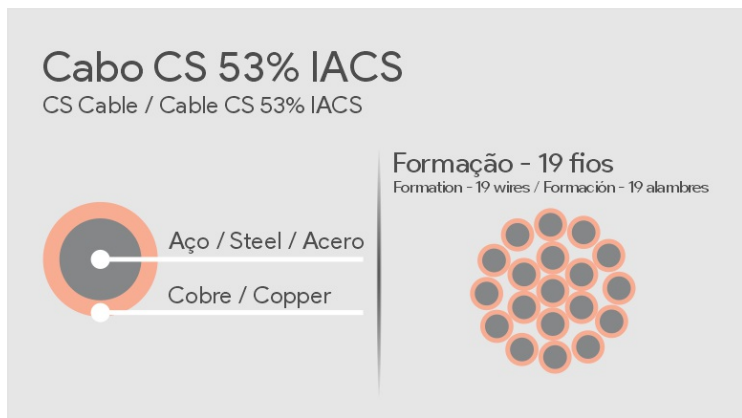 Cabo CS 53% IACS
CS Cable / Cable CS 53% IACS
Aço / Steel / Acero
Cobre / Copper
Formação - 19 fios
Formation - 19 wires / Formación - 19 alambres